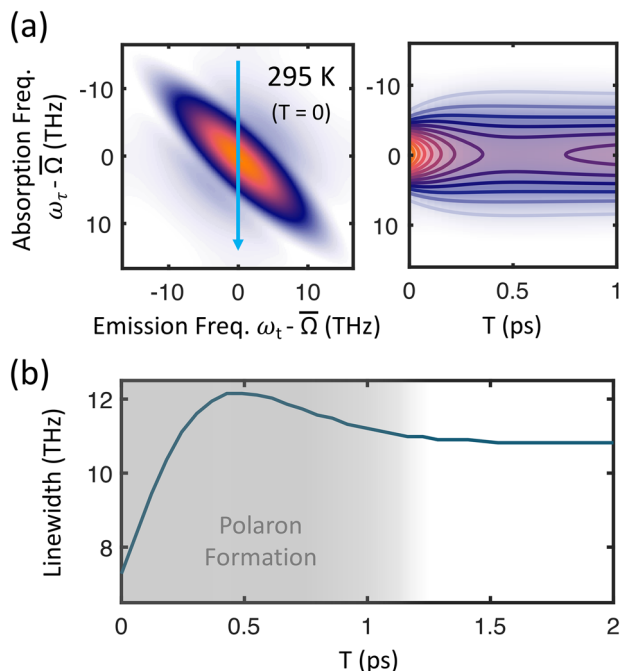 (a)
295 K
(T = 0)
Absorption Freq.
ω_τ - Ω̅ (THz)
-10
0
10
-10
0
10
Emission Freq. ω_t - Ω̅ (THz)
-10
0
10
0
0.5
1
T (ps)
(b)
Linewidth (THz)
12
10
8
Polaron
Formation
0
0.5
1
1.5
2
T (ps)